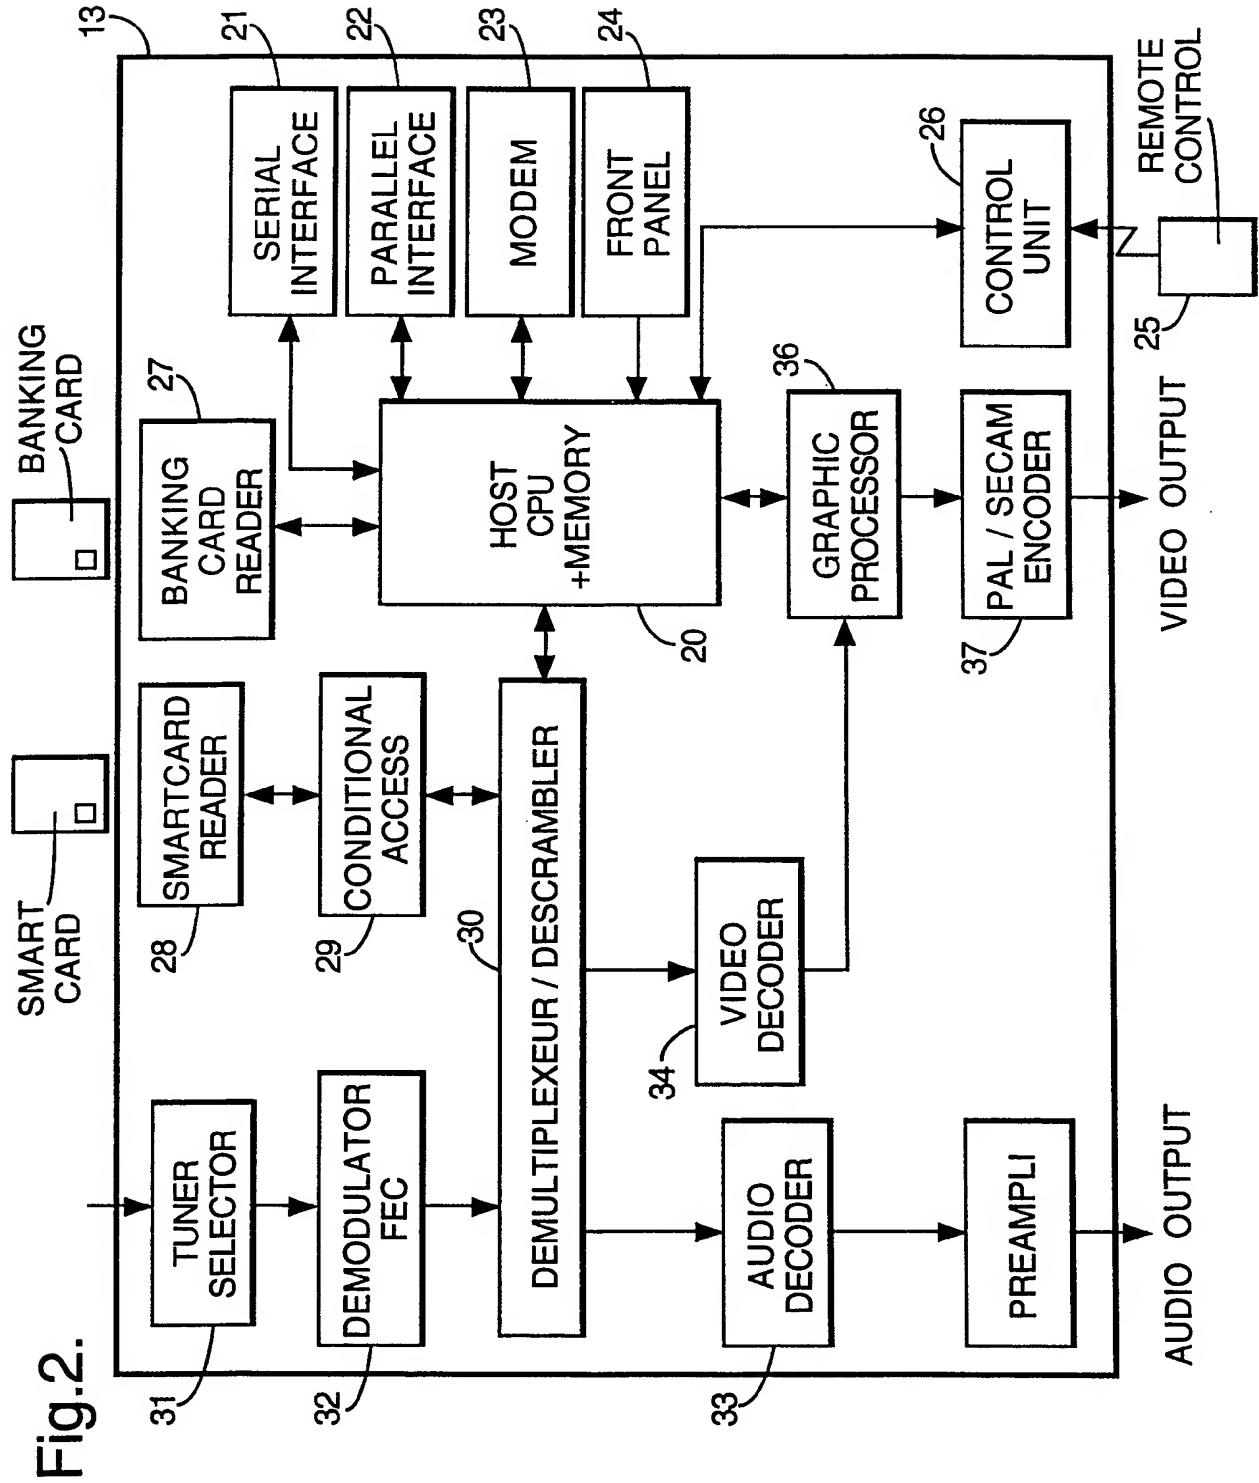 Fig.2.
13
SMART
CARD
BANKING
CARD
31
TUNER
SELECTOR
32
DEMODULATOR
FEC
28
SMARTCARD
READER
29
CONDITIONAL
ACCESS
27
BANKING
CARD
READER
21
SERIAL
INTERFACE
22
PARALLEL
INTERFACE
23
MODEM
24
FRONT
PANEL
30
DEMULTIPLEXEUR / DESCRAMBLER
HOST
CPU
+MEMORY
20
33
AUDIO
DECODER
34
VIDEO
DECODER
36
GRAPHIC
PROCESSOR
26
CONTROL
UNIT
PREAMPLI
37
PAL / SECAM
ENCODER
25
REMOTE
CONTROL
AUDIO OUTPUT
VIDEO OUTPUT